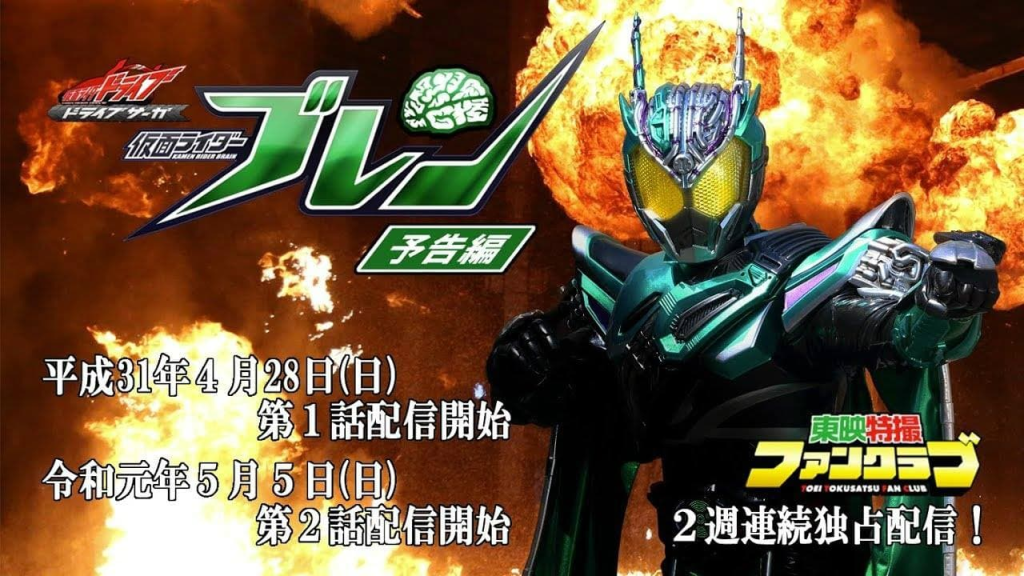 仮面ライダードライブ
ドライブサーガ
仮面ライダー
KAMEN RIDER BRAIN
ブレン
予告編
平成31年4月28日(日)
第1話配信開始
令和元年5月5日(日)
第2話配信開始
東映特撮
ファンクラブ
TOEI TOKUSATSU FAN CLUB
2週連続独占配信!